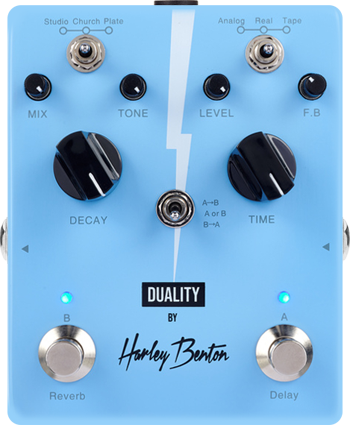 Studio Church Plate
Analog Real Tape
MIX
TONE
LEVEL
F.B
DECAY
A→B
A or B
B→A
TIME
DUALITY
BY
Harley Benton
B
A
Reverb
Delay